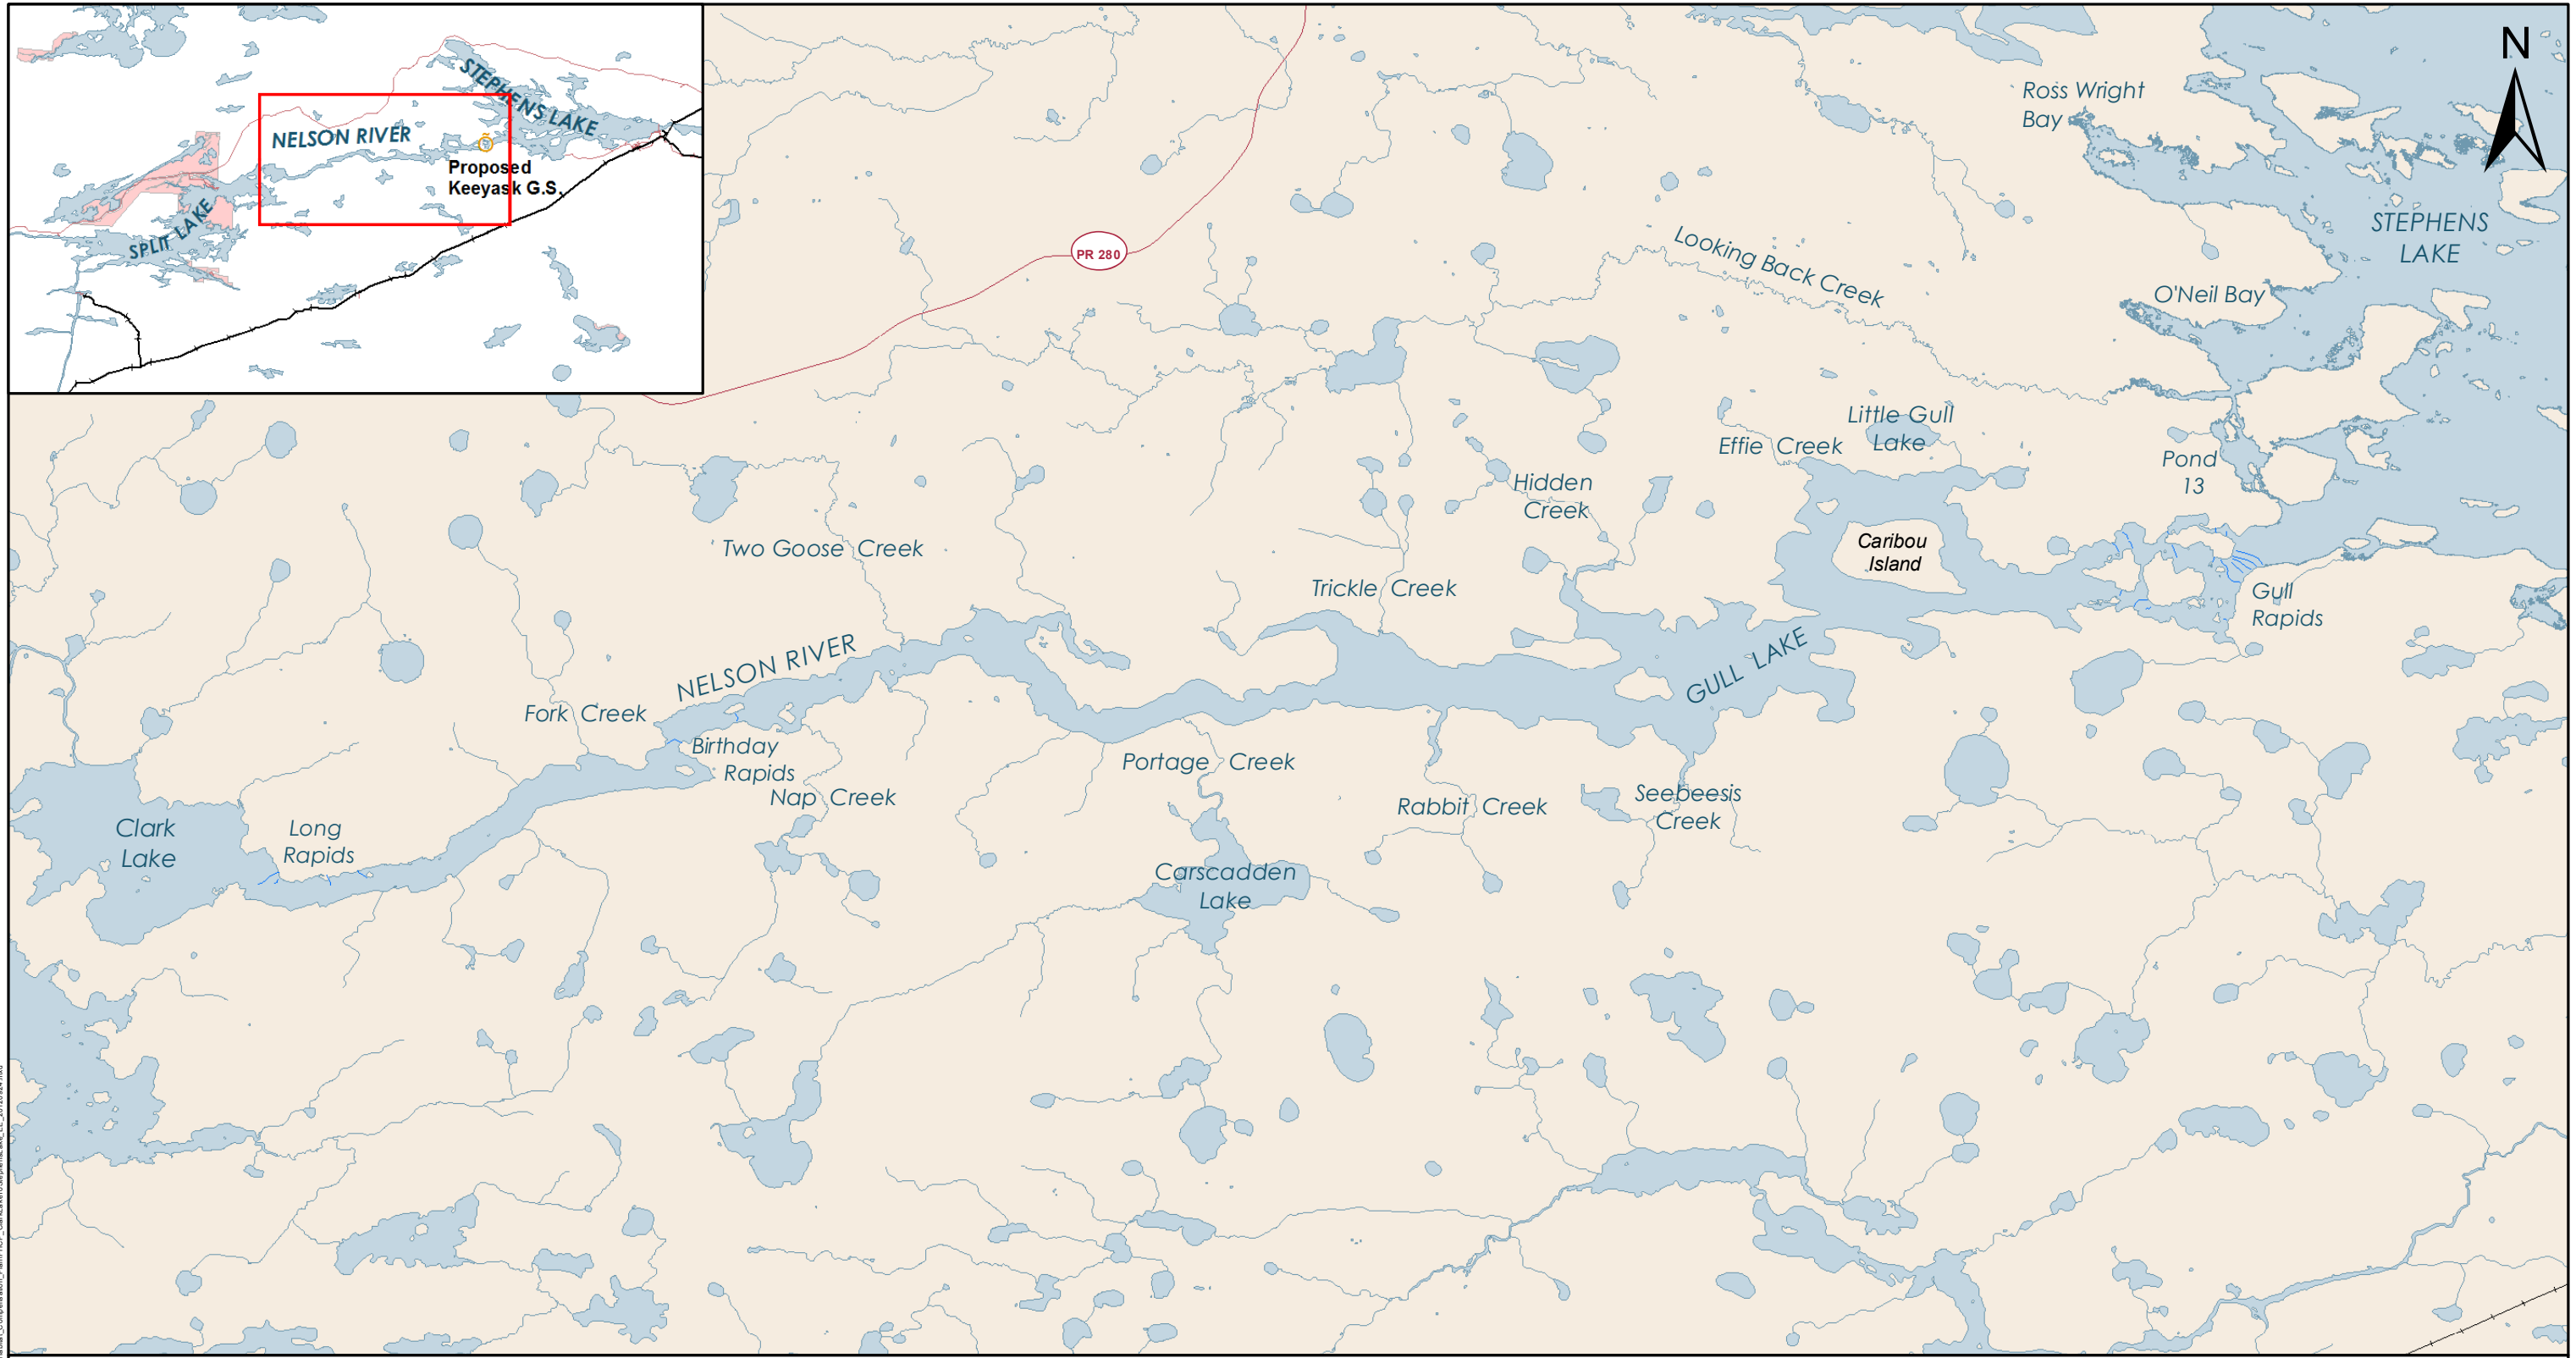 STEPHENS LAKE
NELSON RIVER
Proposed
Keeyask G.S.
SPLIT LAKE
N
Ross Wright
Bay
STEPHENS
LAKE
PR 280
Looking Back Creek
O'Neil Bay
Little Gull
Lake
Effie Creek
Pond
13
Hidden
Creek
Two Goose Creek
Caribou
Island
Trickle Creek
Gull
Rapids
NELSON RIVER
GULL LAKE
Fork Creek
Birthday
Rapids
Portage Creek
Nap Creek
Rabbit Creek
Seebeesis
Creek
Clark
Lake
Long
Rapids
Carscadden
Lake